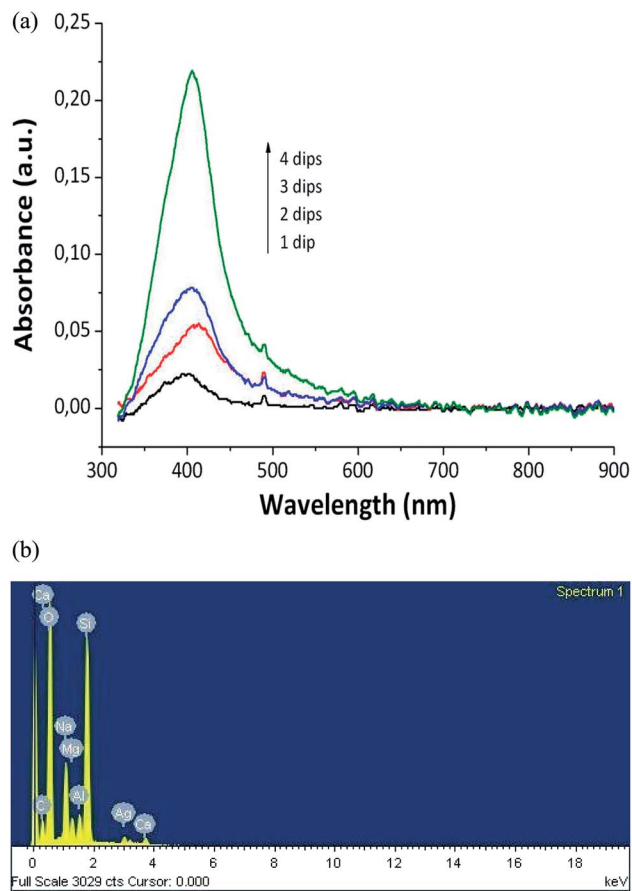 (a)
0,25
0,20
0,15
0,10
0,05
0,00
Absorbance (a.u.)
4 dips
3 dips
2 dips
1 dip
300 400 500 600 700 800 900
Wavelength (nm)
(b)
Spectrum 1
Ca
O
Si
Na
Mg
C
Al
Ag
Ca
0 2 4 6 8 10 12 14 16 18
Full Scale 3029 cts Cursor: 0.000 keV